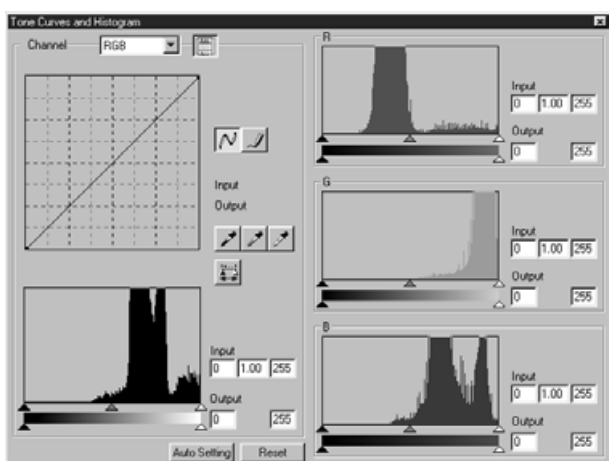 Tone Curves and Histogram
Channel RGB
Input
Output
Input
0 1.00 255
Output
0 255
Auto Setting Reset
R
Input
0 1.00 255
Output
0 255
G
Input
0 1.00 255
Output
0 255
B
Input
0 1.00 255
Output
0 255